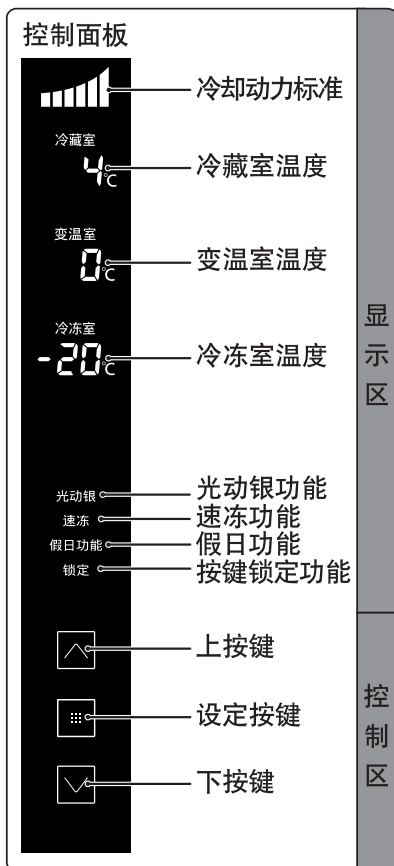 控制面板
冷却动力标准
冷藏室
4℃
冷藏室温度
变温室
0℃
变温室温度
冷冻室
-20℃
冷冻室温度
光动银
光动银功能
速冻
速冻功能
假日功能
假日功能
锁定
按键锁定功能
上按键
设定按键
下按键
显示区
控制区